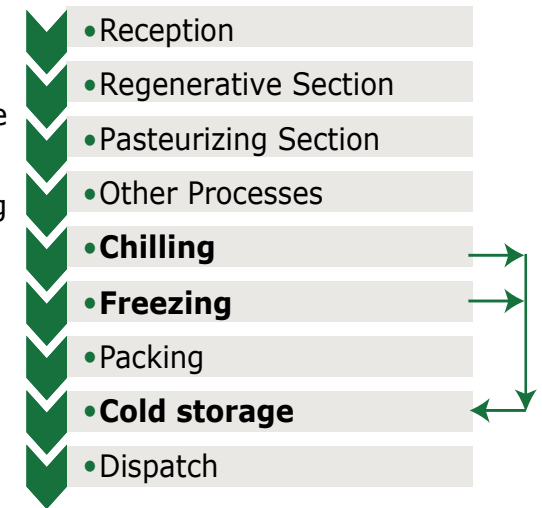 •Reception
•Regenerative Section
•Pasteurizing Section
•Other Processes
•Chilling
•Freezing
•Packing
•Cold storage
•Dispatch